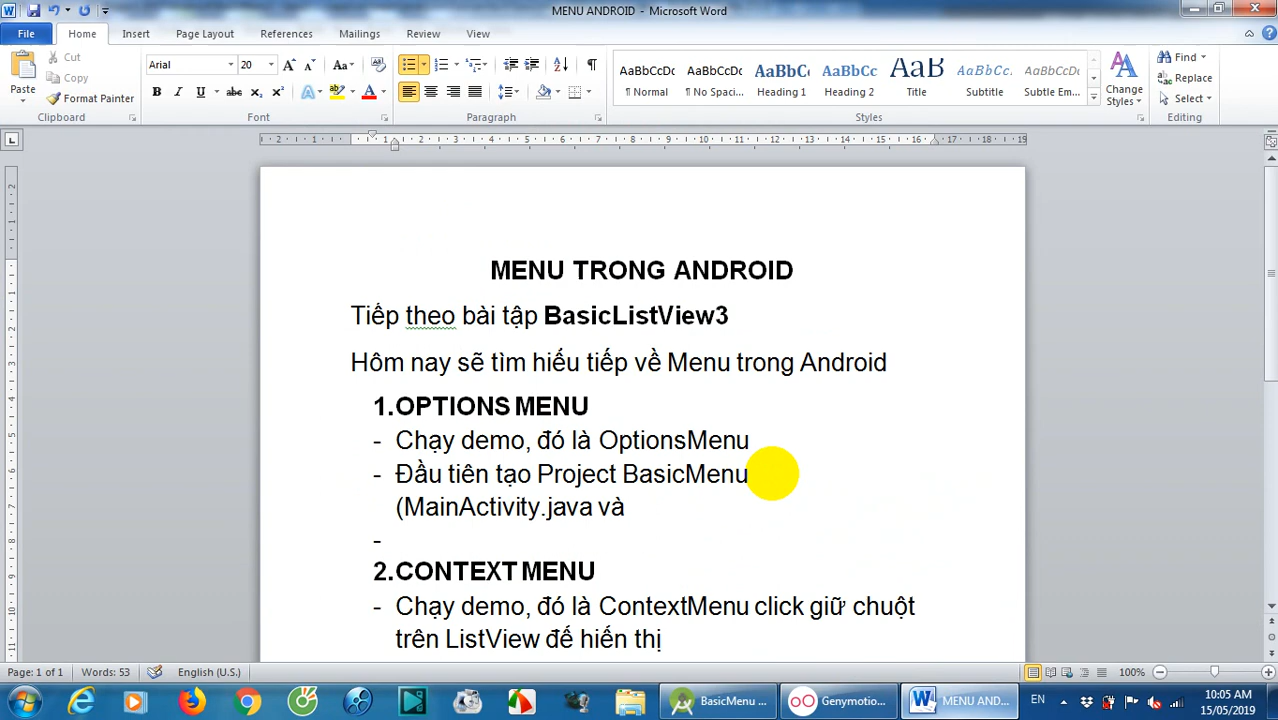 MENU ANDROID - Microsoft Word
File Home Insert Page Layout References Mailings Review View
Cut
Copy
Format Painter
Paste
Clipboard
Arial 20
Font
Paragraph
AaBbCcDc AaBbCcDc AaBbCc AaBbCc AaB AaBbCcDc AaBbCcDc
¶ Normal ¶ No Spaci... Heading 1 Heading 2 Title Subtitle Subtle Em...
Change Styles
Styles
Find
Replace
Select
Editing
MENU TRONG ANDROID
Tiếp theo bài tập BasicListView3
Hôm nay sẽ tìm hiểu tiếp về Menu trong Android
1.OPTIONS MENU
- Chạy demo, đó là OptionsMenu
- Đầu tiên tạo Project BasicMenu
(MainActivity.java và
-
2.CONTEXT MENU
- Chạy demo, đó là ContextMenu click giữ chuột
trên ListView để hiển thị
Page: 1 of 1 Words: 53 English (U.S.) 100%
BasicMenu ... Genymotio... MENU AND... EN 10:05 AM
15/05/2019